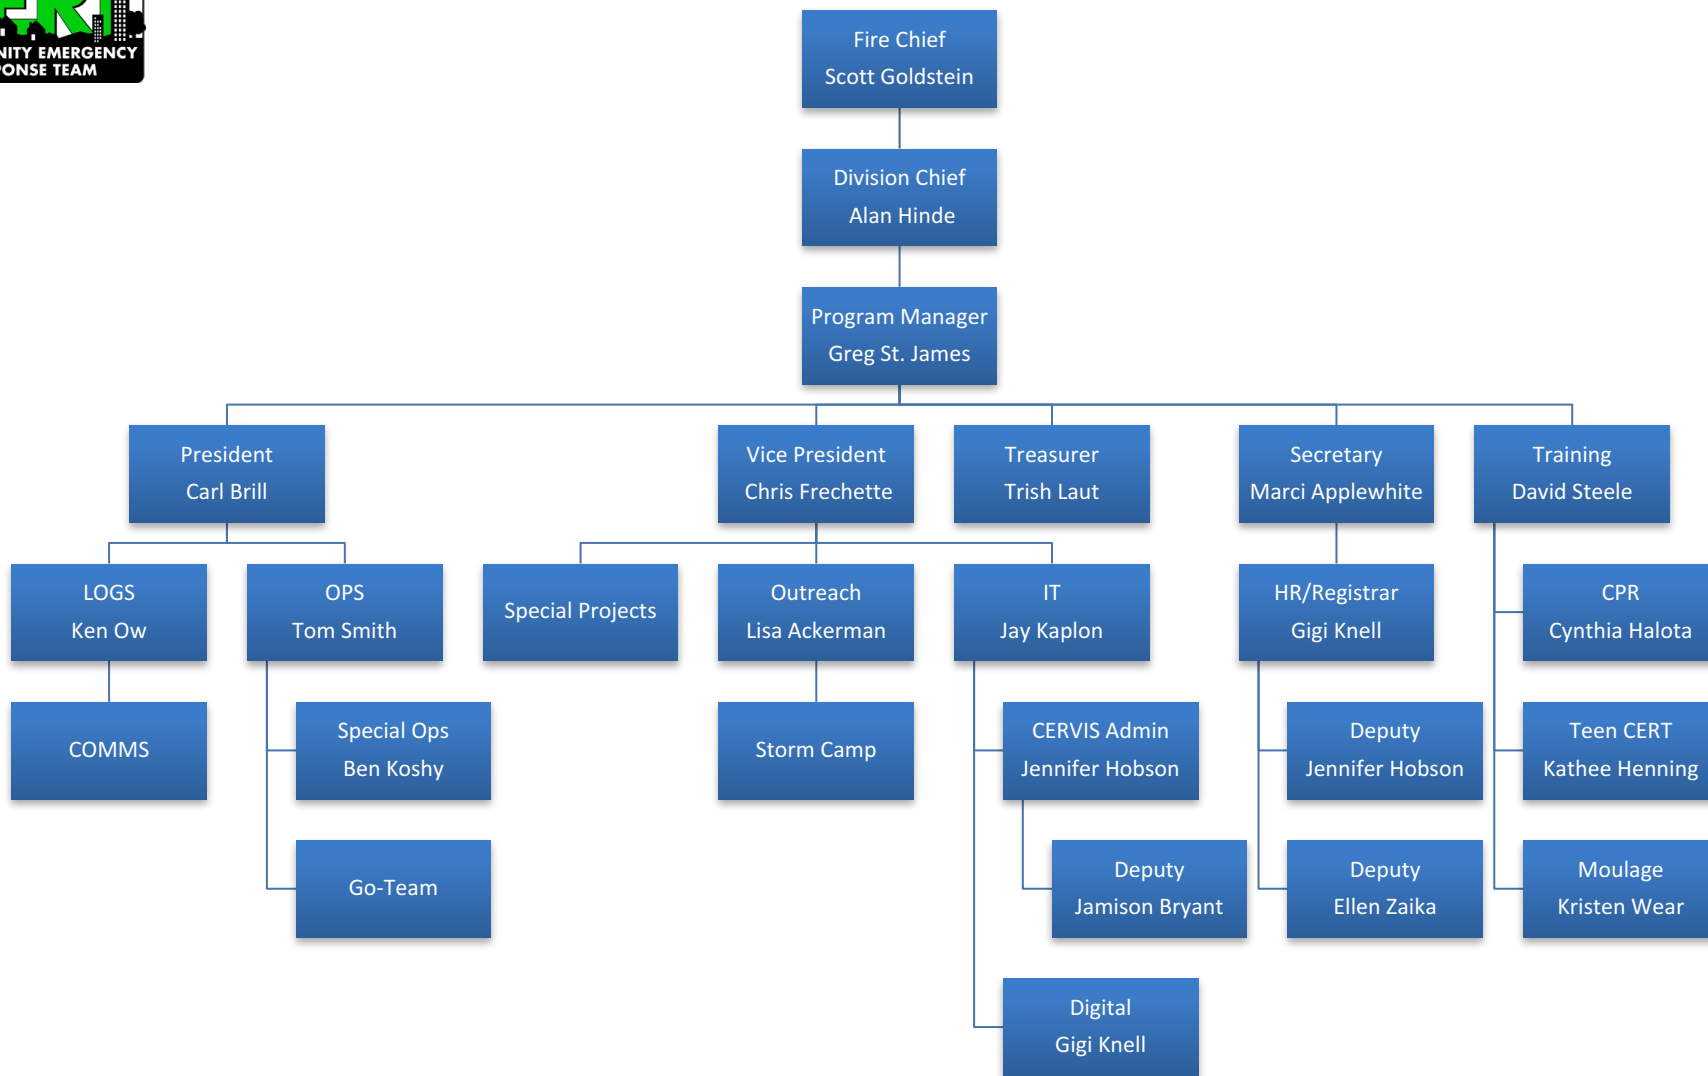 PONSE TEAM
Fire Chief
Scott Goldstein
Division Chief
Alan Hinde
Program Manager
Greg St. James
President
Carl Brill
Vice President
Chris Frechette
Treasurer
Trish Laut
Secretary
Marci Applewhite
Training
David Steele
LOGS
Ken Ow
OPS
Tom Smith
Special Projects
Outreach
Lisa Ackerman
IT
Jay Kaplon
HR/Registrar
Gigi Knell
CPR
Cynthia Halota
COMMS
Special Ops
Ben Koshy
Storm Camp
CERVIS Admin
Jennifer Hobson
Deputy
Jennifer Hobson
Teen CERT
Kathee Henning
Go-Team
Deputy
Jamison Bryant
Deputy
Ellen Zaika
Moulage
Kristen Wear
Digital
Gigi Knell